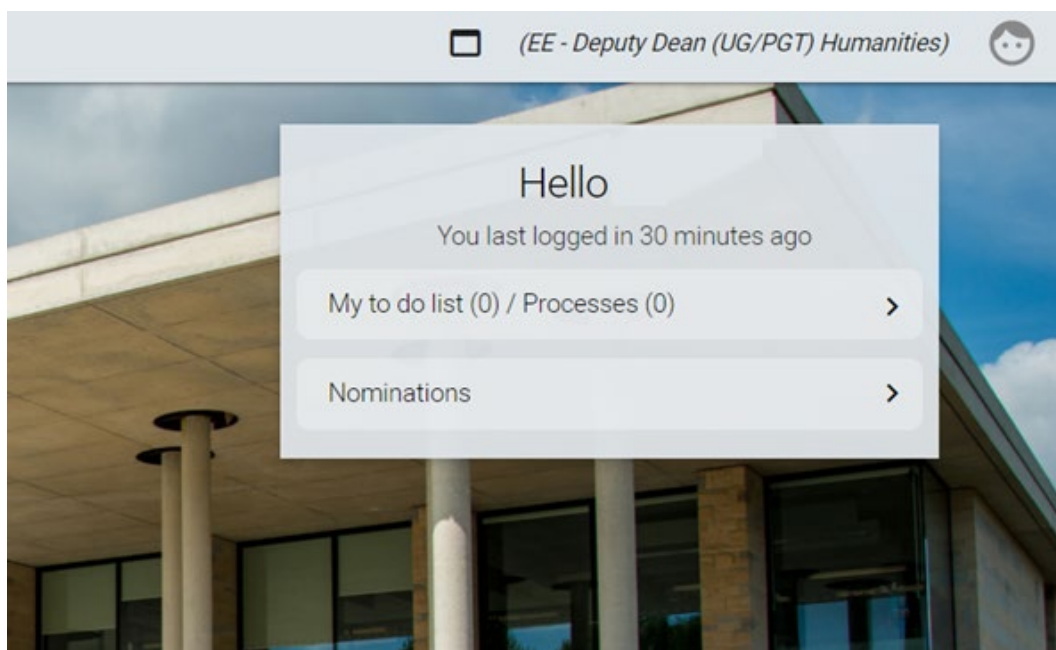 (EE - Deputy Dean (UG/PGT) Humanities)
Hello
You last logged in 30 minutes ago
My to do list (0) / Processes (0)
Nominations